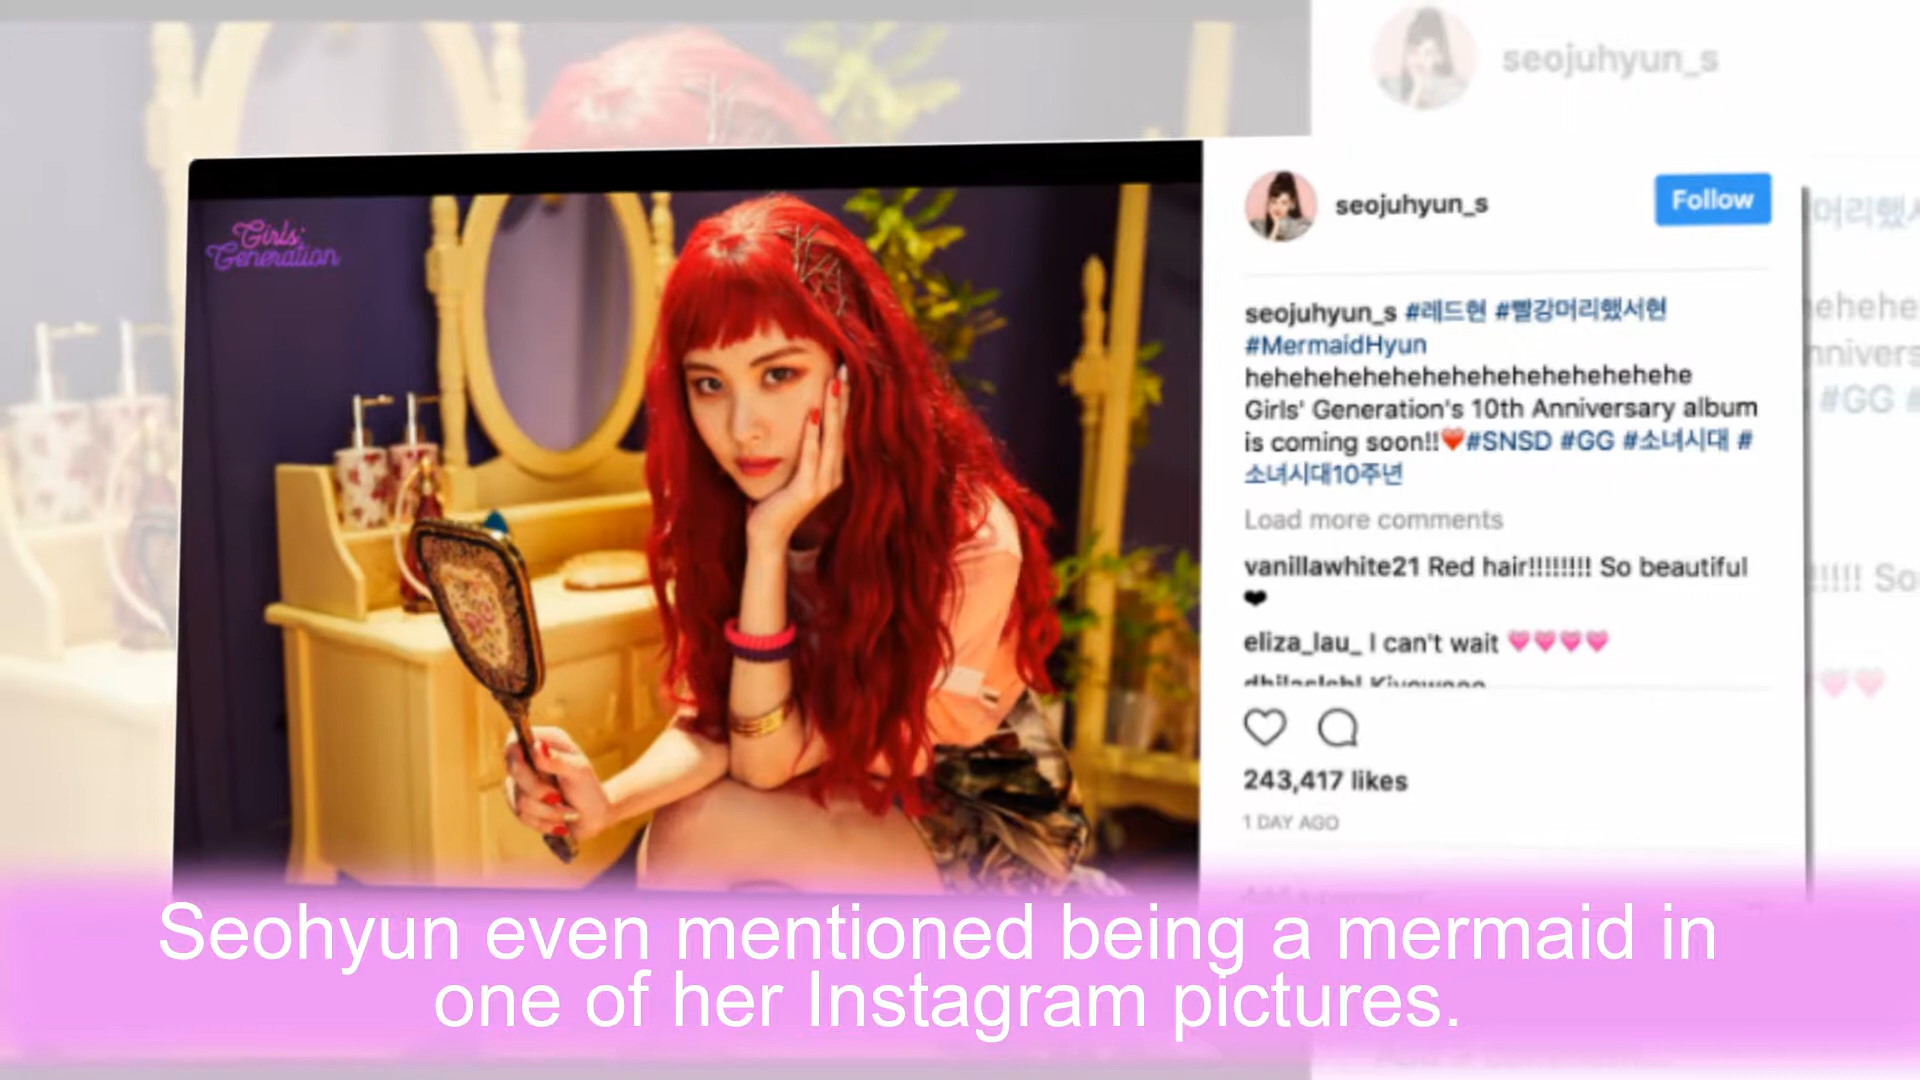 seojuhyun_s
Girls'
Generation
seojuhyun_s
Follow
seojuhyun_s #레드현 #빨강머리했서현
#MermaidHyun
hehehehehehehehehehehehehehehe
Girls' Generation's 10th Anniversary album
is coming soon!!❤️#SNSD #GG #소녀시대 #
소녀시대10주년
Load more comments
vanillawhite21 Red hair!!!!!!!! So beautiful
❤
eliza_lau_ I can't wait 💗💗💗💗
243,417 likes
1 DAY AGO
#GG #
!!!!! So
Seohyun even mentioned being a mermaid in
one of her Instagram pictures.